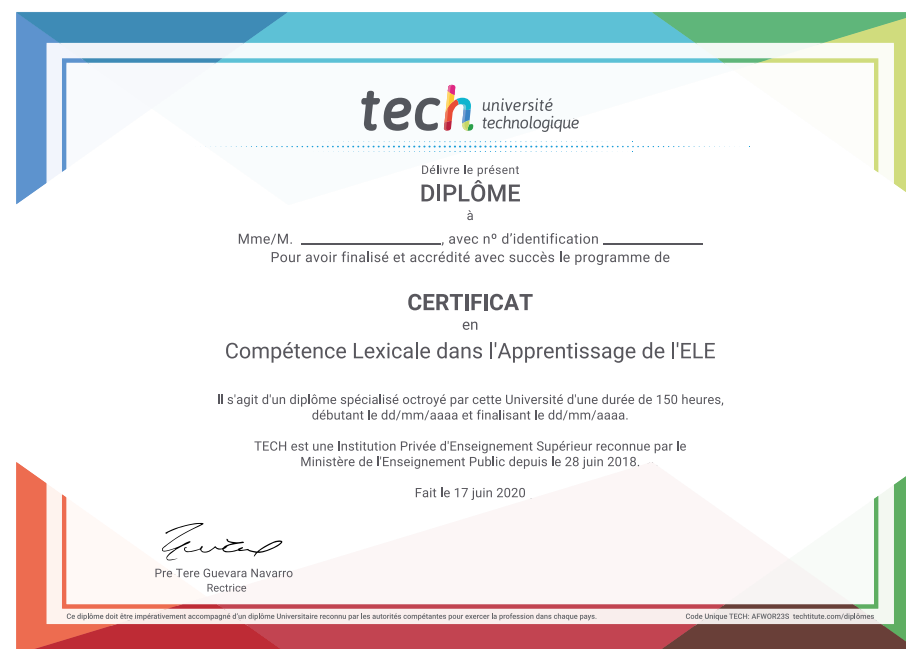 tech université
technologique
Délivre le présent
DIPLÔME
à
Mme/M. ____________________, avec nº d'identification ______________
Pour avoir finalisé et accrédité avec succès le programme de
CERTIFICAT
en
Compétence Lexicale dans l'Apprentissage de l'ELE
Il s'agit d'un diplôme spécialisé octroyé par cette Université d'une durée de 150 heures,
débutant le dd/mm/aaaa et finalisant le dd/mm/aaaa.
TECH est une Institution Privée d'Enseignement Supérieur reconnue par le
Ministère de l'Enseignement Public depuis le 28 juin 2018.
Fait le 17 juin 2020
Pre Tere Guevara Navarro
Rectrice
Ce diplôme doit être impérativement accompagné d'un diplôme Universitaire reconnu par les autorités compétantes pour exercer la profession dans chaque pays.
Code Unique TECH: AFWOR23S techtitute.com/diplômes